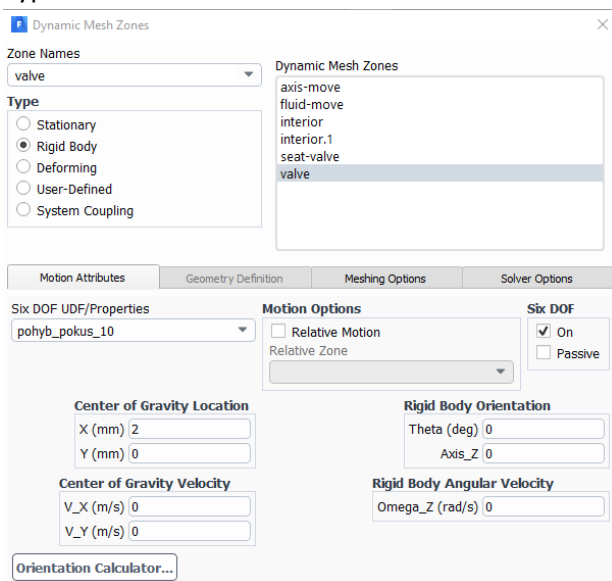 Dynamic Mesh Zones
Zone Names
valve
Type
Stationary
Rigid Body
Deforming
User-Defined
System Coupling
Dynamic Mesh Zones
axis-move
fluid-move
interior
interior.1
seat-valve
valve
Motion Attributes Geometry Definition Meshing Options Solver Options
Six DOF UDF/Properties
pohyb_pokus_10
Motion Options
Relative Motion
Relative Zone
Six DOF
On
Passive
Center of Gravity Location
X (mm) 2
Y (mm) 0
Rigid Body Orientation
Theta (deg) 0
Axis_Z 0
Center of Gravity Velocity
V_X (m/s) 0
V_Y (m/s) 0
Rigid Body Angular Velocity
Omega_Z (rad/s) 0
Orientation Calculator...